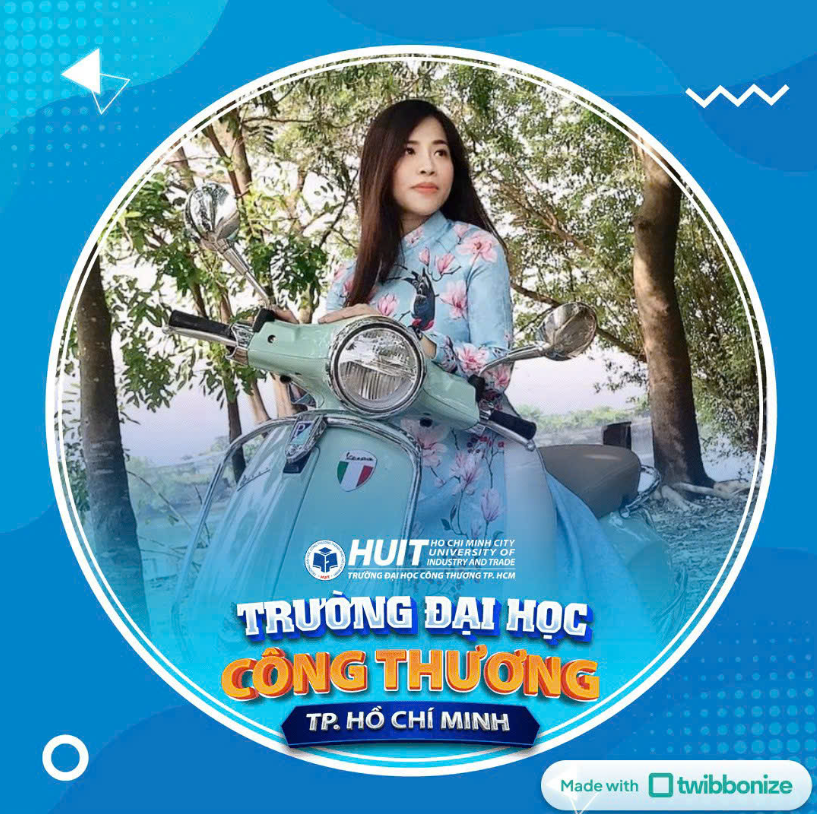 Vespa
HUIT
HO CHI MINH CITY
UNIVERSITY OF
INDUSTRY AND TRADE
TRƯỜNG ĐẠI HỌC CÔNG THƯƠNG TP. HCM
TRƯỜNG ĐẠI HỌC
CÔNG THƯƠNG
TP. HỒ CHÍ MINH
Made with twibbonize